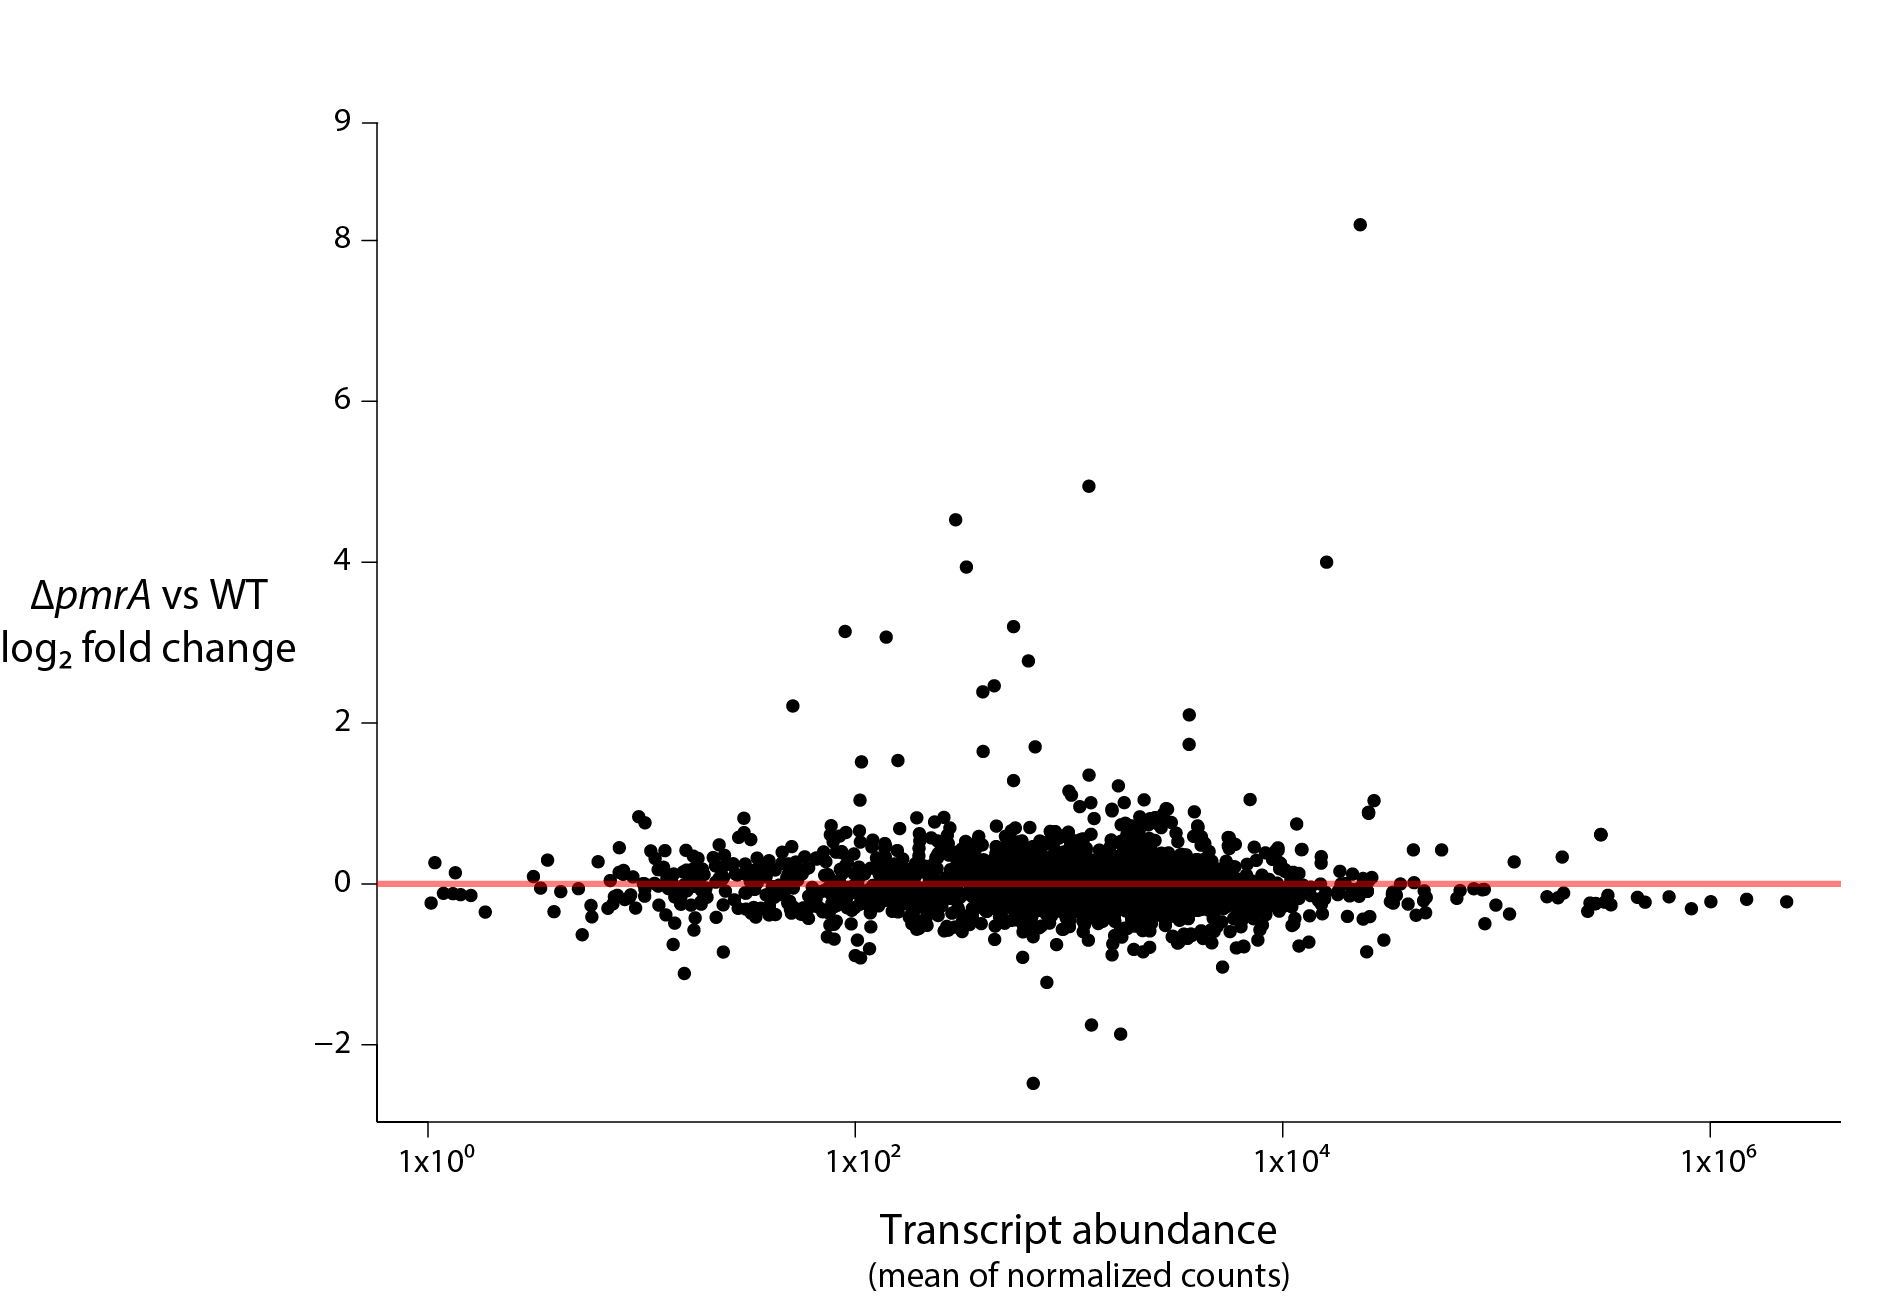 9
8
6
4
2
0
−2
ΔpmrA vs WT
log₂ fold change
1x10⁰
1x10²
1x10⁴
1x10⁶
Transcript abundance
(mean of normalized counts)